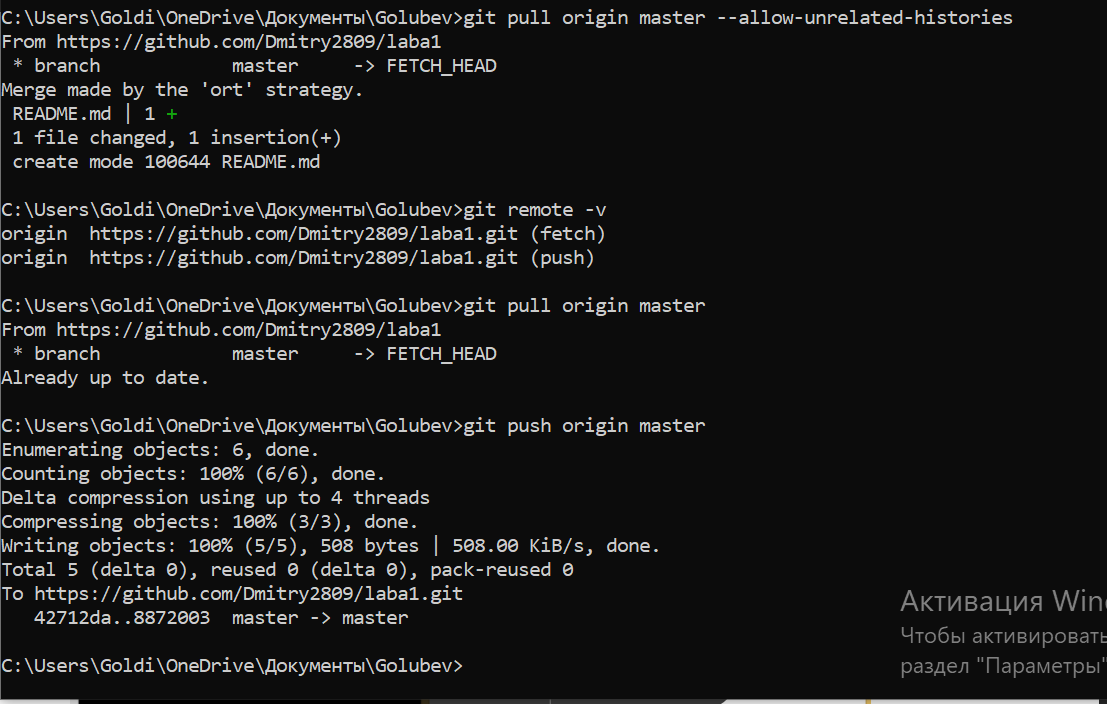 C:\Users\Goldi\OneDrive\Документы\Golubev>git pull origin master --allow-unrelated-histories
From https://github.com/Dmitry2809/laba1
 * branch            master     -> FETCH_HEAD
Merge made by the 'ort' strategy.
 README.md | 1 +
 1 file changed, 1 insertion(+)
 create mode 100644 README.md
C:\Users\Goldi\OneDrive\Документы\Golubev>git remote -v
origin  https://github.com/Dmitry2809/laba1.git (fetch)
origin  https://github.com/Dmitry2809/laba1.git (push)
C:\Users\Goldi\OneDrive\Документы\Golubev>git pull origin master
From https://github.com/Dmitry2809/laba1
 * branch            master     -> FETCH_HEAD
Already up to date.
C:\Users\Goldi\OneDrive\Документы\Golubev>git push origin master
Enumerating objects: 6, done.
Counting objects: 100% (6/6), done.
Delta compression using up to 4 threads
Compressing objects: 100% (3/3), done.
Writing objects: 100% (5/5), 508 bytes | 508.00 KiB/s, done.
Total 5 (delta 0), reused 0 (delta 0), pack-reused 0
To https://github.com/Dmitry2809/laba1.git
   42712da..8872003  master -> master
C:\Users\Goldi\OneDrive\Документы\Golubev>
Активация Win
Чтобы активировать
раздел "Параметры"